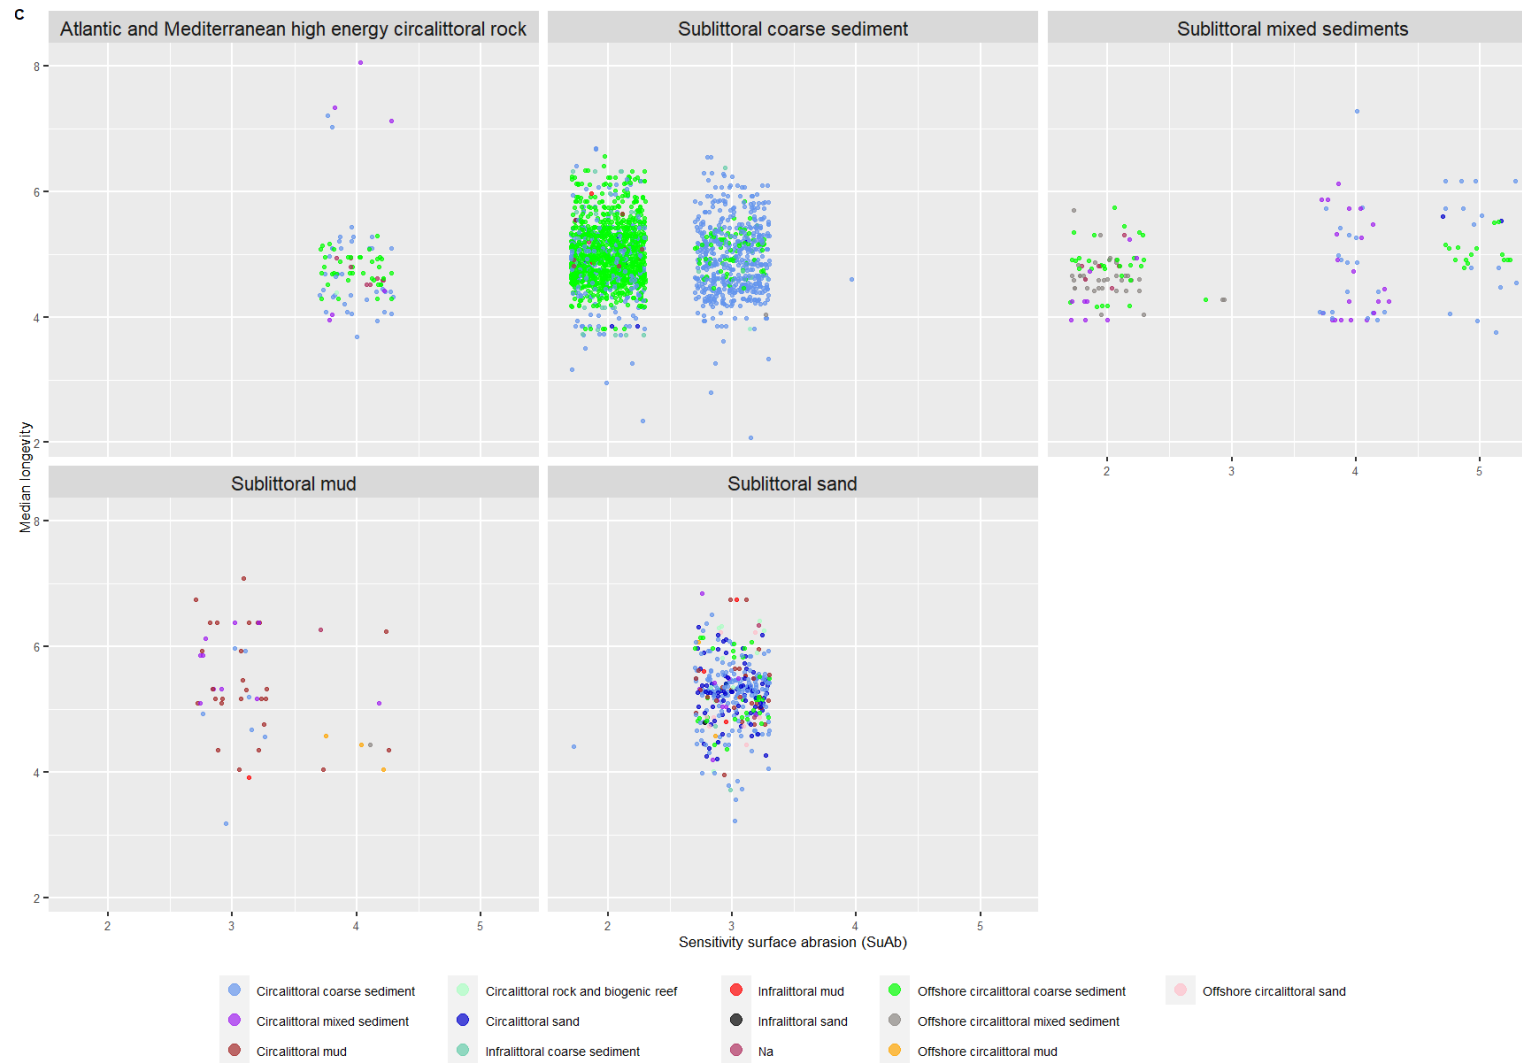 C
Atlantic and Mediterranean high energy circalittoral rock
Sublittoral coarse sediment
Sublittoral mixed sediments
8
6
4
2
2 3 4 5
Median longevity
Sublittoral mud
Sublittoral sand
8
6
4
2
2 3 4 5
2 3 4 5
Sensitivity surface abrasion (SuAb)
Circalittoral coarse sediment
Circalittoral rock and biogenic reef
Infralittoral mud
Offshore circalittoral coarse sediment
Offshore circalittoral sand
Circalittoral mixed sediment
Circalittoral sand
Infralittoral sand
Offshore circalittoral mixed sediment
Circalittoral mud
Infralittoral coarse sediment
Na
Offshore circalittoral mud